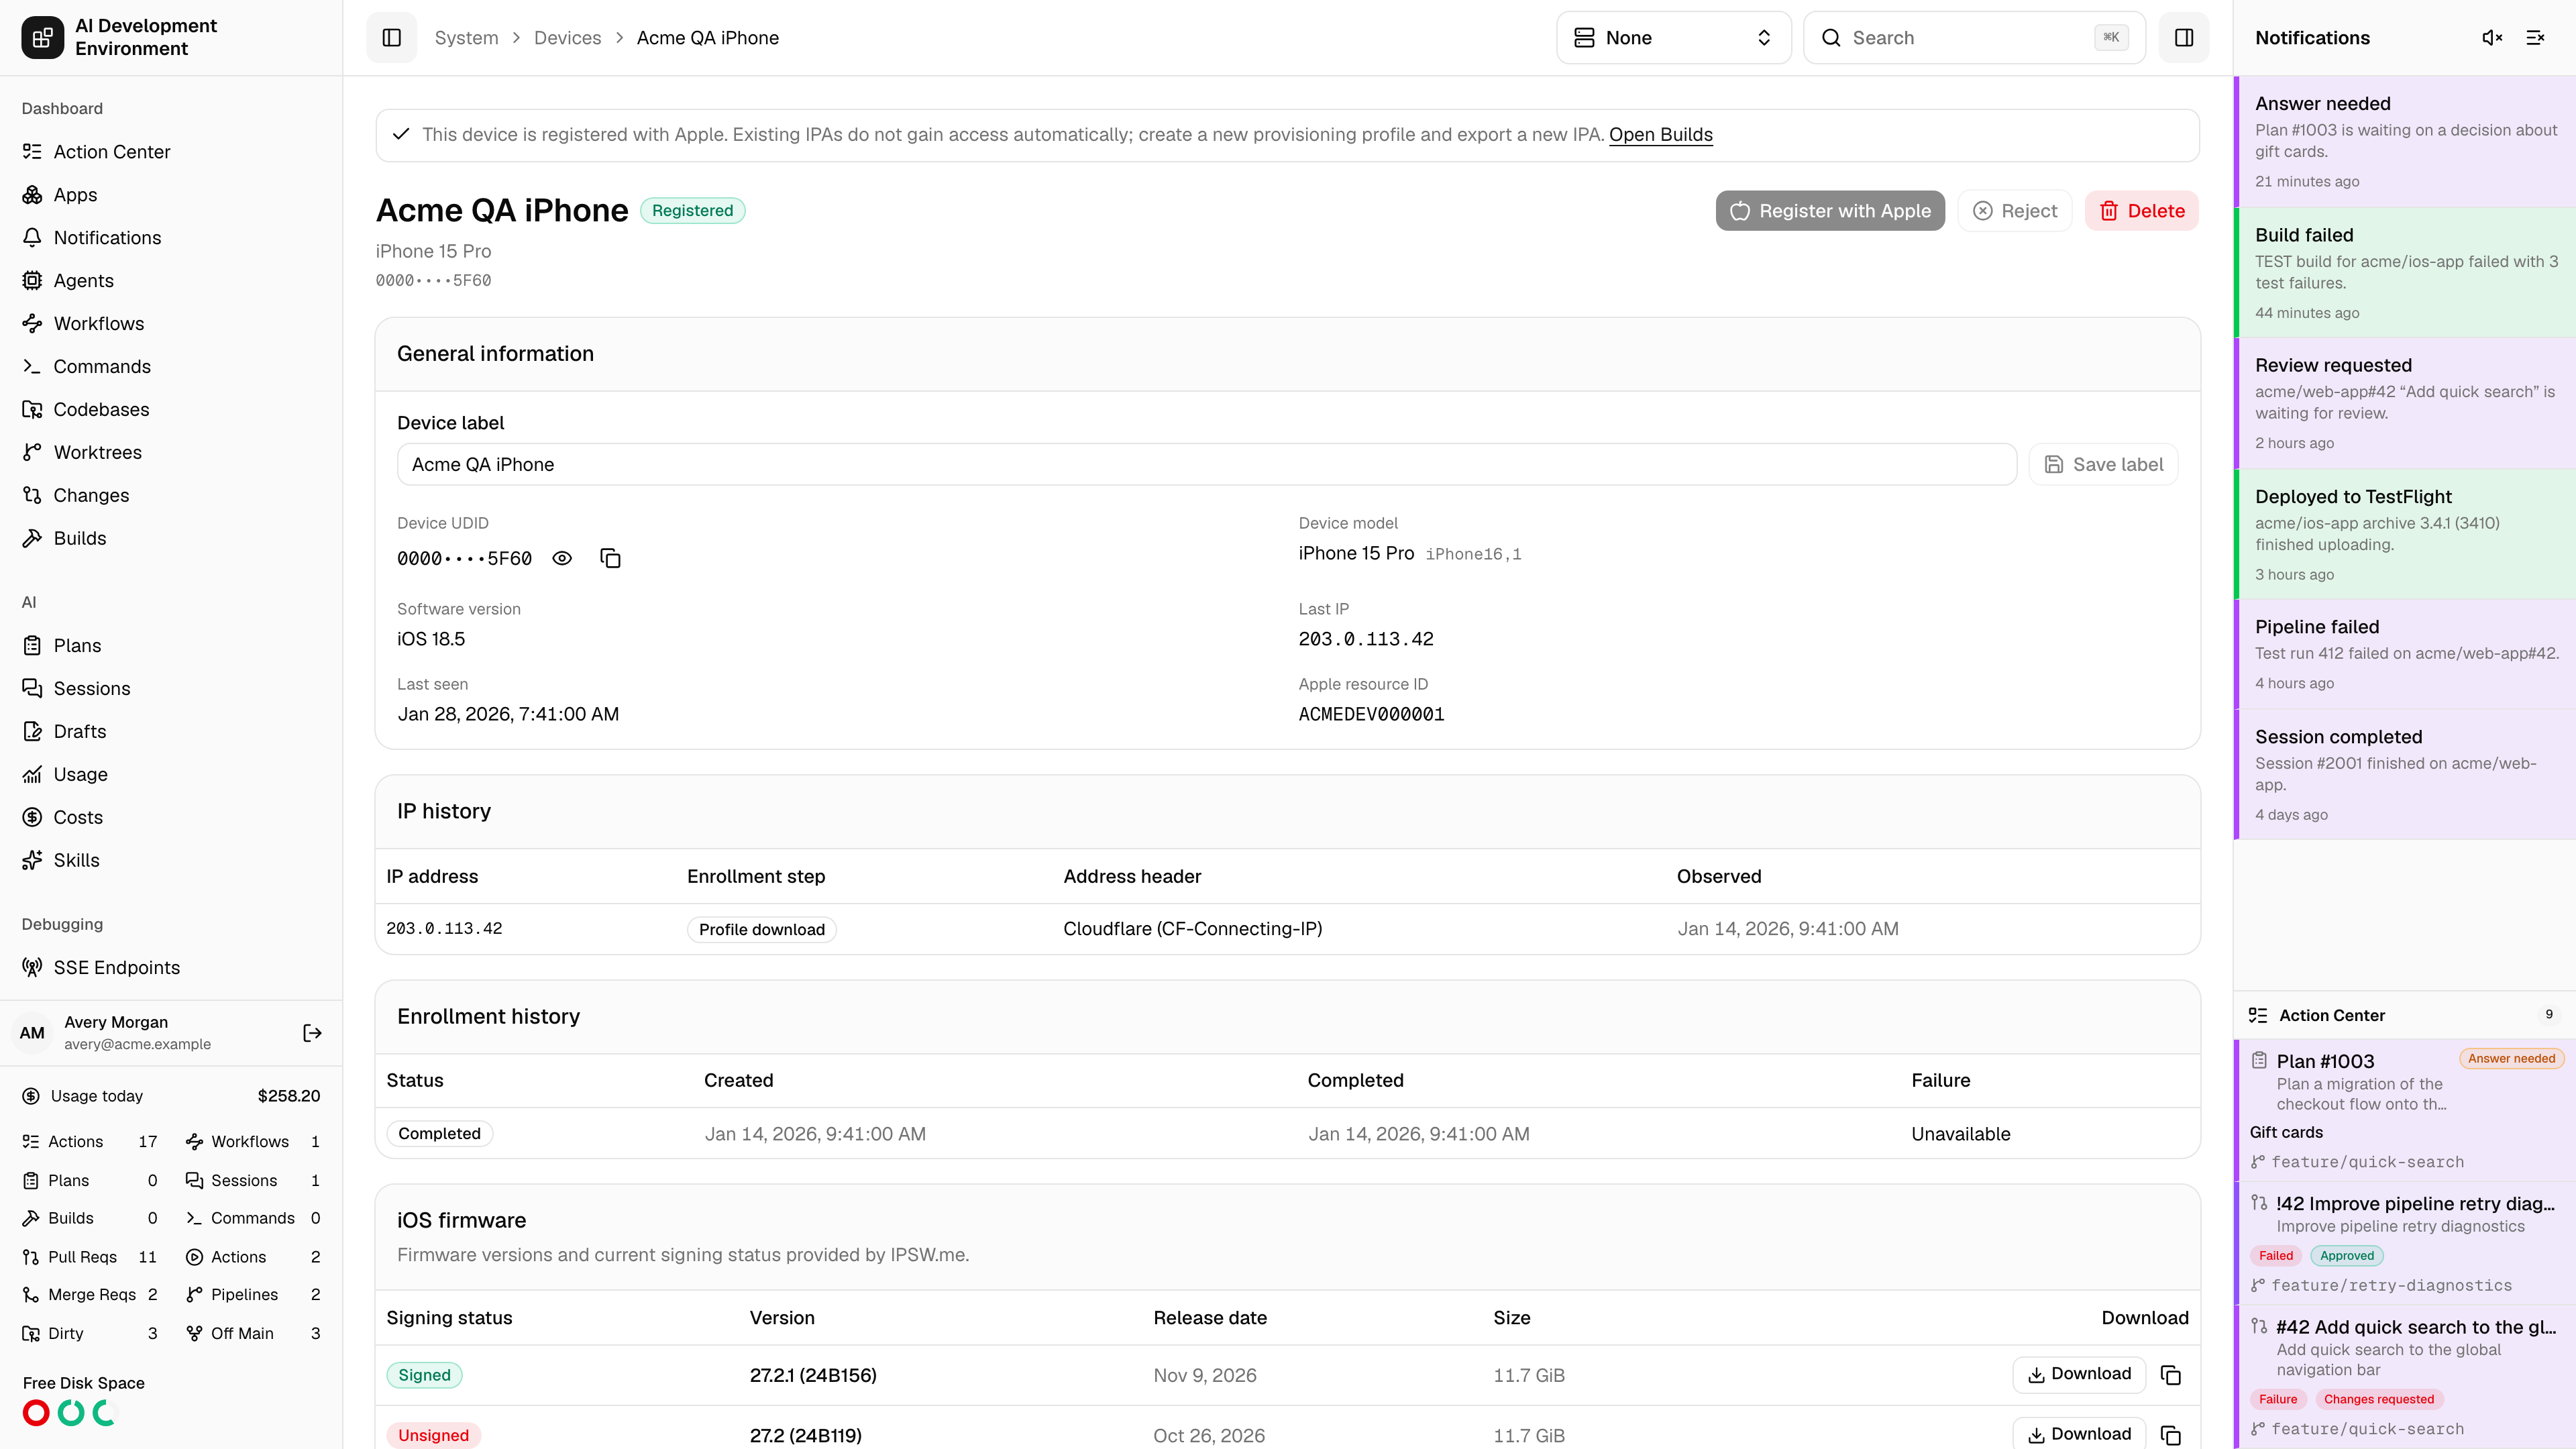 AI Development
Environment
Dashboard
Action Center
Apps
Notifications
Agents
Workflows
Commands
Codebases
Worktrees
Changes
Builds
AI
Plans
Sessions
Drafts
Usage
Costs
Skills
Debugging
SSE Endpoints
AM
Avery Morgan
avery@acme.example
Usage today $258.20
Actions 17 Workflows 1
Plans 0 Sessions 1
Builds 0 Commands 0
Pull Reqs 11 Actions 2
Merge Reqs 2 Pipelines 2
Dirty 3 Off Main 3
Free Disk Space
System > Devices > Acme QA iPhone
None
Search ⌘K
This device is registered with Apple. Existing IPAs do not gain access automatically; create a new provisioning profile and export a new IPA. Open Builds
Acme QA iPhone Registered
Register with Apple Reject Delete
iPhone 15 Pro
0000••••5F60
General information
Device label
Acme QA iPhone Save label
Device UDID Device model
0000••••5F60 iPhone 15 Pro iPhone16,1
Software version Last IP
iOS 18.5 203.0.113.42
Last seen Apple resource ID
Jan 28, 2026, 7:41:00 AM ACMEDEV000001
IP history
IP address Enrollment step Address header Observed
203.0.113.42 Profile download Cloudflare (CF-Connecting-IP) Jan 14, 2026, 9:41:00 AM
Enrollment history
Status Created Completed Failure
Completed Jan 14, 2026, 9:41:00 AM Jan 14, 2026, 9:41:00 AM Unavailable
iOS firmware
Firmware versions and current signing status provided by IPSW.me.
Signing status Version Release date Size Download
Signed 27.2.1 (24B156) Nov 9, 2026 11.7 GiB Download
Unsigned 27.2 (24B119) Oct 26, 2026 11.7 GiB Download
Notifications
Answer needed
Plan #1003 is waiting on a decision about
gift cards.
21 minutes ago
Build failed
TEST build for acme/ios-app failed with 3
test failures.
44 minutes ago
Review requested
acme/web-app#42 “Add quick search” is
waiting for review.
2 hours ago
Deployed to TestFlight
acme/ios-app archive 3.4.1 (3410)
finished uploading.
3 hours ago
Pipeline failed
Test run 412 failed on acme/web-app#42.
4 hours ago
Session completed
Session #2001 finished on acme/web-
app.
4 days ago
Action Center 9
Plan #1003 Answer needed
Plan a migration of the
checkout flow onto th…
Gift cards
feature/quick-search
!42 Improve pipeline retry diag…
Improve pipeline retry diagnostics
Failed Approved
feature/retry-diagnostics
#42 Add quick search to the gl…
Add quick search to the global
navigation bar
Failure Changes requested
feature/quick-search